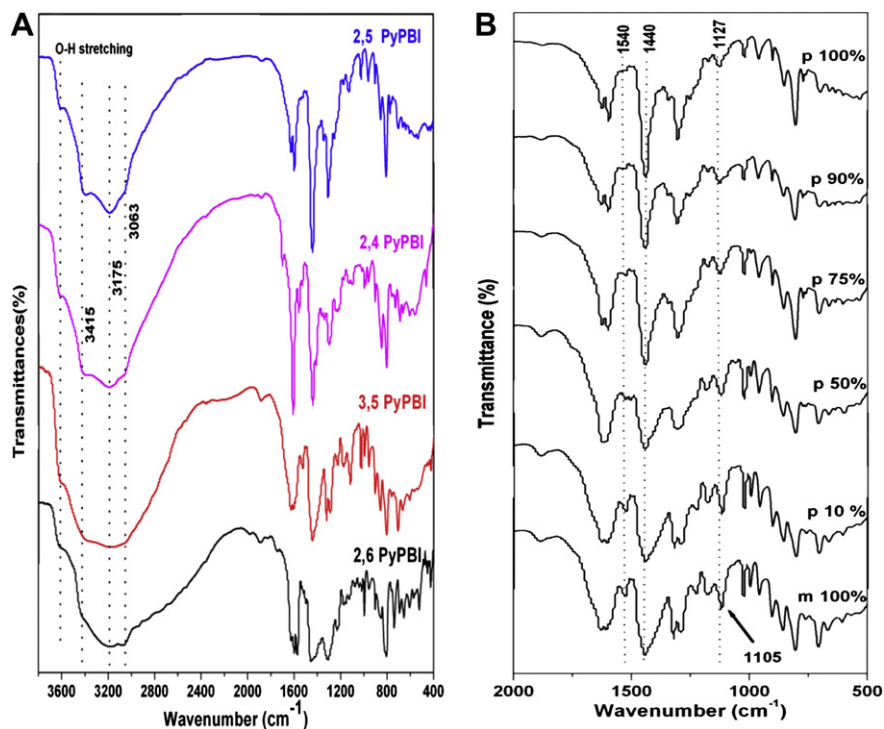 A
O-H stretching
2,5 PyPBI
2,4 PyPBI
3,5 PyPBI
2,6 PyPBI
3415
3175
3063
Transmittances(%)
3600 3200 2800 2400 2000 1600 1200 800 400
Wavenumber (cm-1)
B
1540
1440
1127
p 100%
p 90%
p 75%
p 50%
p 10 %
m 100%
1105
Transmittance (%)
2000 1500 1000 500
Wavenumber (cm-1)